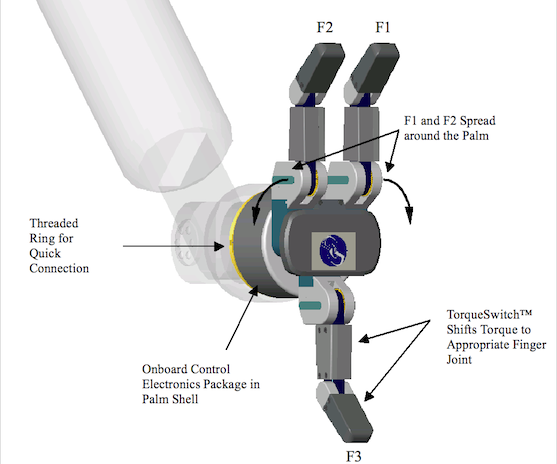 F2
F1
F1 and F2 Spread
around the Palm
Threaded
Ring for
Quick
Connection
TorqueSwitch™
Shifts Torque to
Appropriate Finger
Joint
Onboard Control
Electronics Package in
Palm Shell
F3